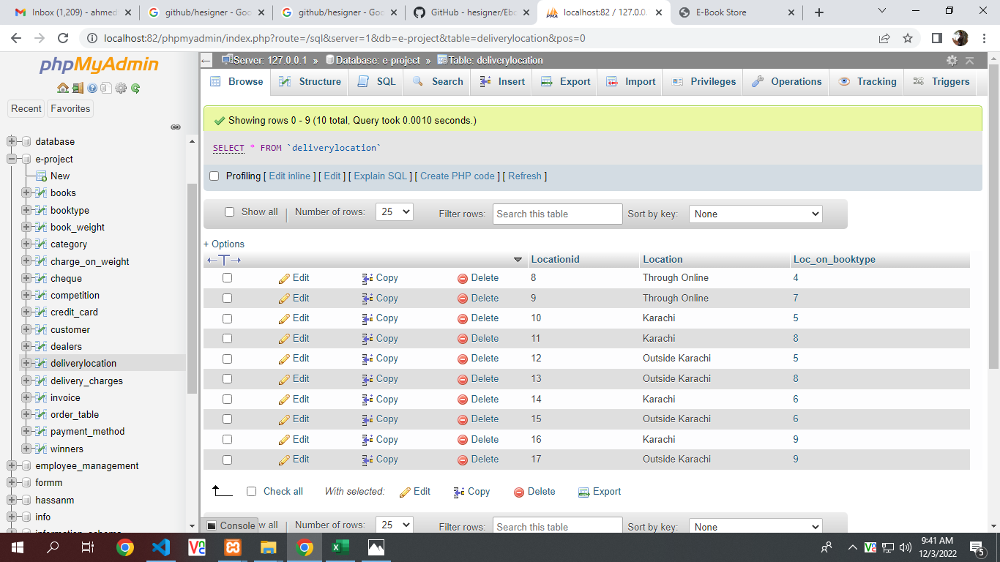 Inbox (1,209) - ahmed
github/hesigner - Goo
github/hesigner - Goo
GitHub - hesigner/Ebo
localhost:82 / 127.0.0.
E-Book Store
localhost:82/phpmyadmin/index.php?route=/sql&server=1&db=e-project&table=deliverylocation&pos=0
phpMyAdmin
Recent
Favorites
database
e-project
New
books
booktype
book_weight
category
charge_on_weight
cheque
competition
credit_card
customer
dealers
deliverylocation
delivery_charges
invoice
order_table
payment_method
winners
employee_management
formm
hassanm
info
Server: 127.0.0.1 » Database: e-project » Table: deliverylocation
Browse Structure SQL Search Insert Export Import Privileges Operations Tracking Triggers
Showing rows 0 - 9 (10 total, Query took 0.0010 seconds.)
SELECT * FROM `deliverylocation`
Profiling [ Edit inline ] [ Edit ] [ Explain SQL ] [ Create PHP code ] [ Refresh ]
Show all Number of rows: 25 Filter rows: Search this table Sort by key: None
+ Options
Locationid Location Loc_on_booktype
Edit Copy Delete 8 Through Online 4
Edit Copy Delete 9 Through Online 7
Edit Copy Delete 10 Karachi 5
Edit Copy Delete 11 Karachi 8
Edit Copy Delete 12 Outside Karachi 5
Edit Copy Delete 13 Outside Karachi 8
Edit Copy Delete 14 Karachi 6
Edit Copy Delete 15 Outside Karachi 6
Edit Copy Delete 16 Karachi 9
Edit Copy Delete 17 Outside Karachi 9
Check all With selected: Edit Copy Delete Export
Console w all Number of rows: 25 Filter rows: Search this table Sort by key: None
9:41 AM
12/3/2022
5